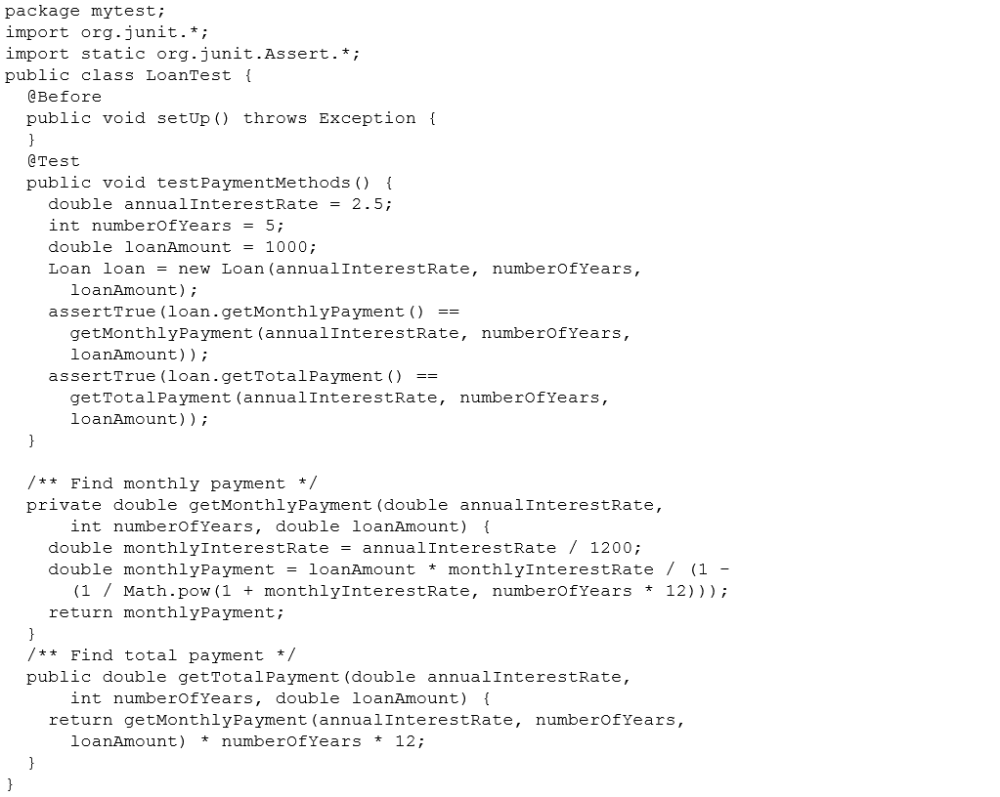 package mytest;
import org.junit.*;
import static org.junit.Assert.*;
public class LoanTest {
  @Before
  public void setUp() throws Exception {
  }
  @Test
  public void testPaymentMethods() {
    double annualInterestRate = 2.5;
    int numberOfYears = 5;
    double loanAmount = 1000;
    Loan loan = new Loan(annualInterestRate, numberOfYears,
      loanAmount);
    assertTrue(loan.getMonthlyPayment() ==
      getMonthlyPayment(annualInterestRate, numberOfYears,
      loanAmount));
    assertTrue(loan.getTotalPayment() ==
      getTotalPayment(annualInterestRate, numberOfYears,
      loanAmount));
  }

  /** Find monthly payment */
  private double getMonthlyPayment(double annualInterestRate,
      int numberOfYears, double loanAmount) {
    double monthlyInterestRate = annualInterestRate / 1200;
    double monthlyPayment = loanAmount * monthlyInterestRate / (1 -
      (1 / Math.pow(1 + monthlyInterestRate, numberOfYears * 12)));
    return monthlyPayment;
  }
  /** Find total payment */
  public double getTotalPayment(double annualInterestRate,
      int numberOfYears, double loanAmount) {
    return getMonthlyPayment(annualInterestRate, numberOfYears,
      loanAmount) * numberOfYears * 12;
  }
}